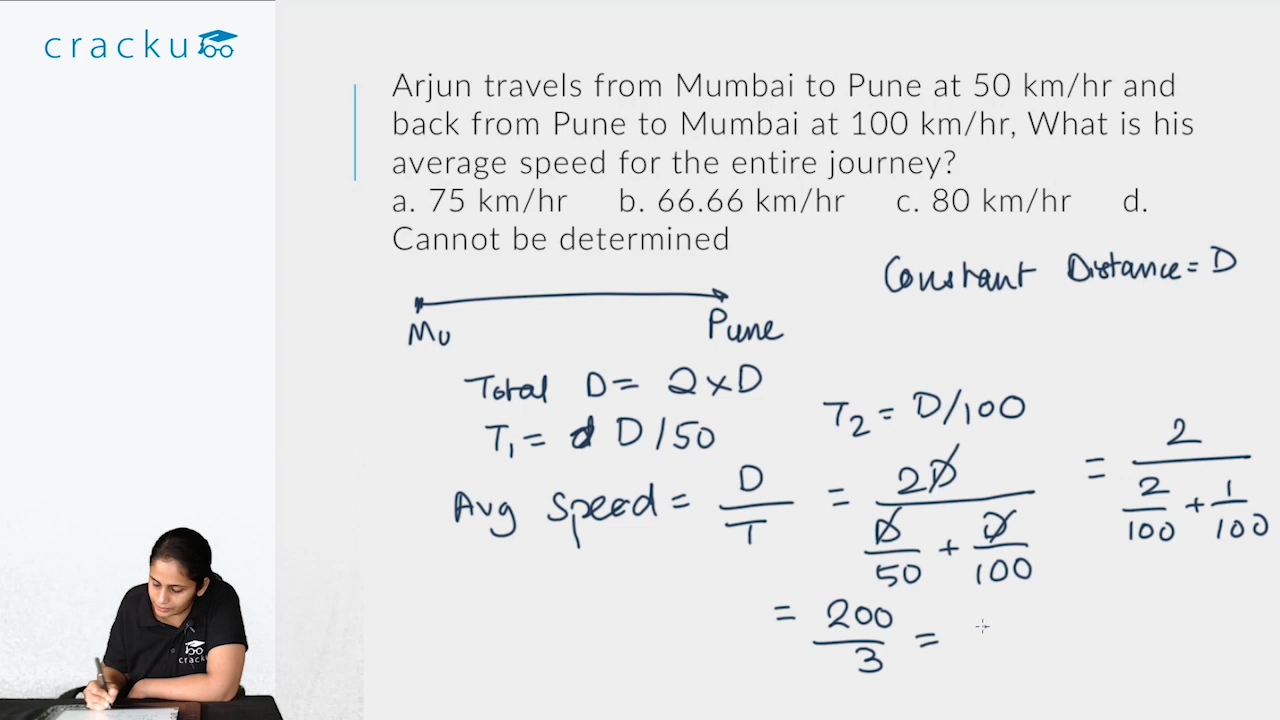 cracku
Arjun travels from Mumbai to Pune at 50 km/hr and
back from Pune to Mumbai at 100 km/hr, What is his
average speed for the entire journey?
a. 75 km/hr b. 66.66 km/hr c. 80 km/hr d.
Cannot be determined
Constant Distance = D
Mu Pune
Total D = 2 × D
T₁ = d D/50 T₂ = D/100
Avg Speed = D/T = 2D/(D/50 + D/100) = 2/(2/100 + 1/100)
= 200/3 =
cracku